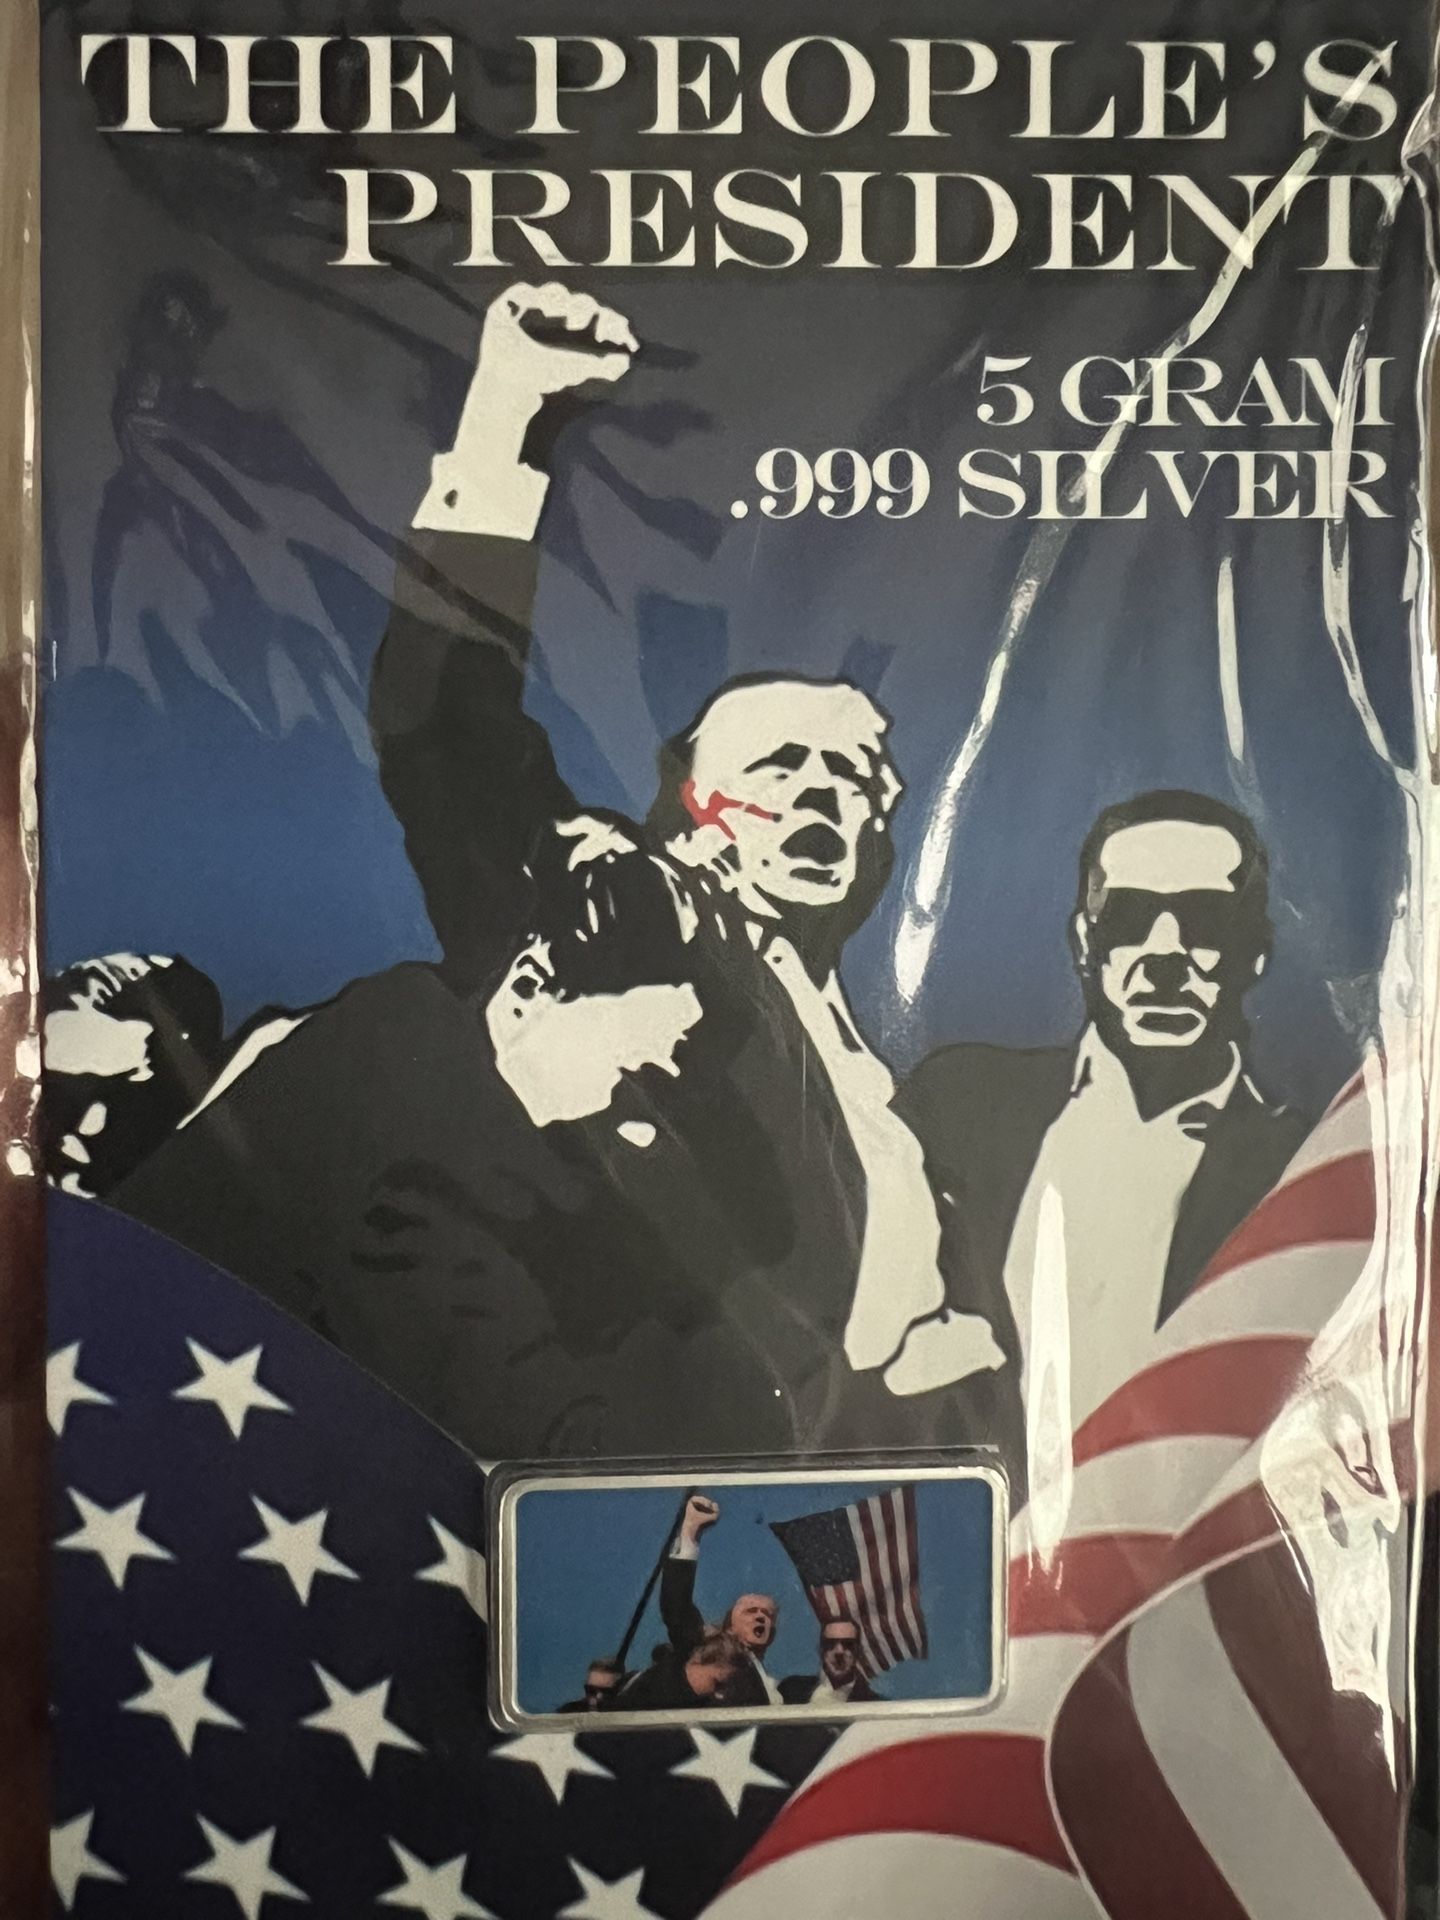 THE PEOPLE'S
PRESIDENT
5 GRAM
.999 SILVER